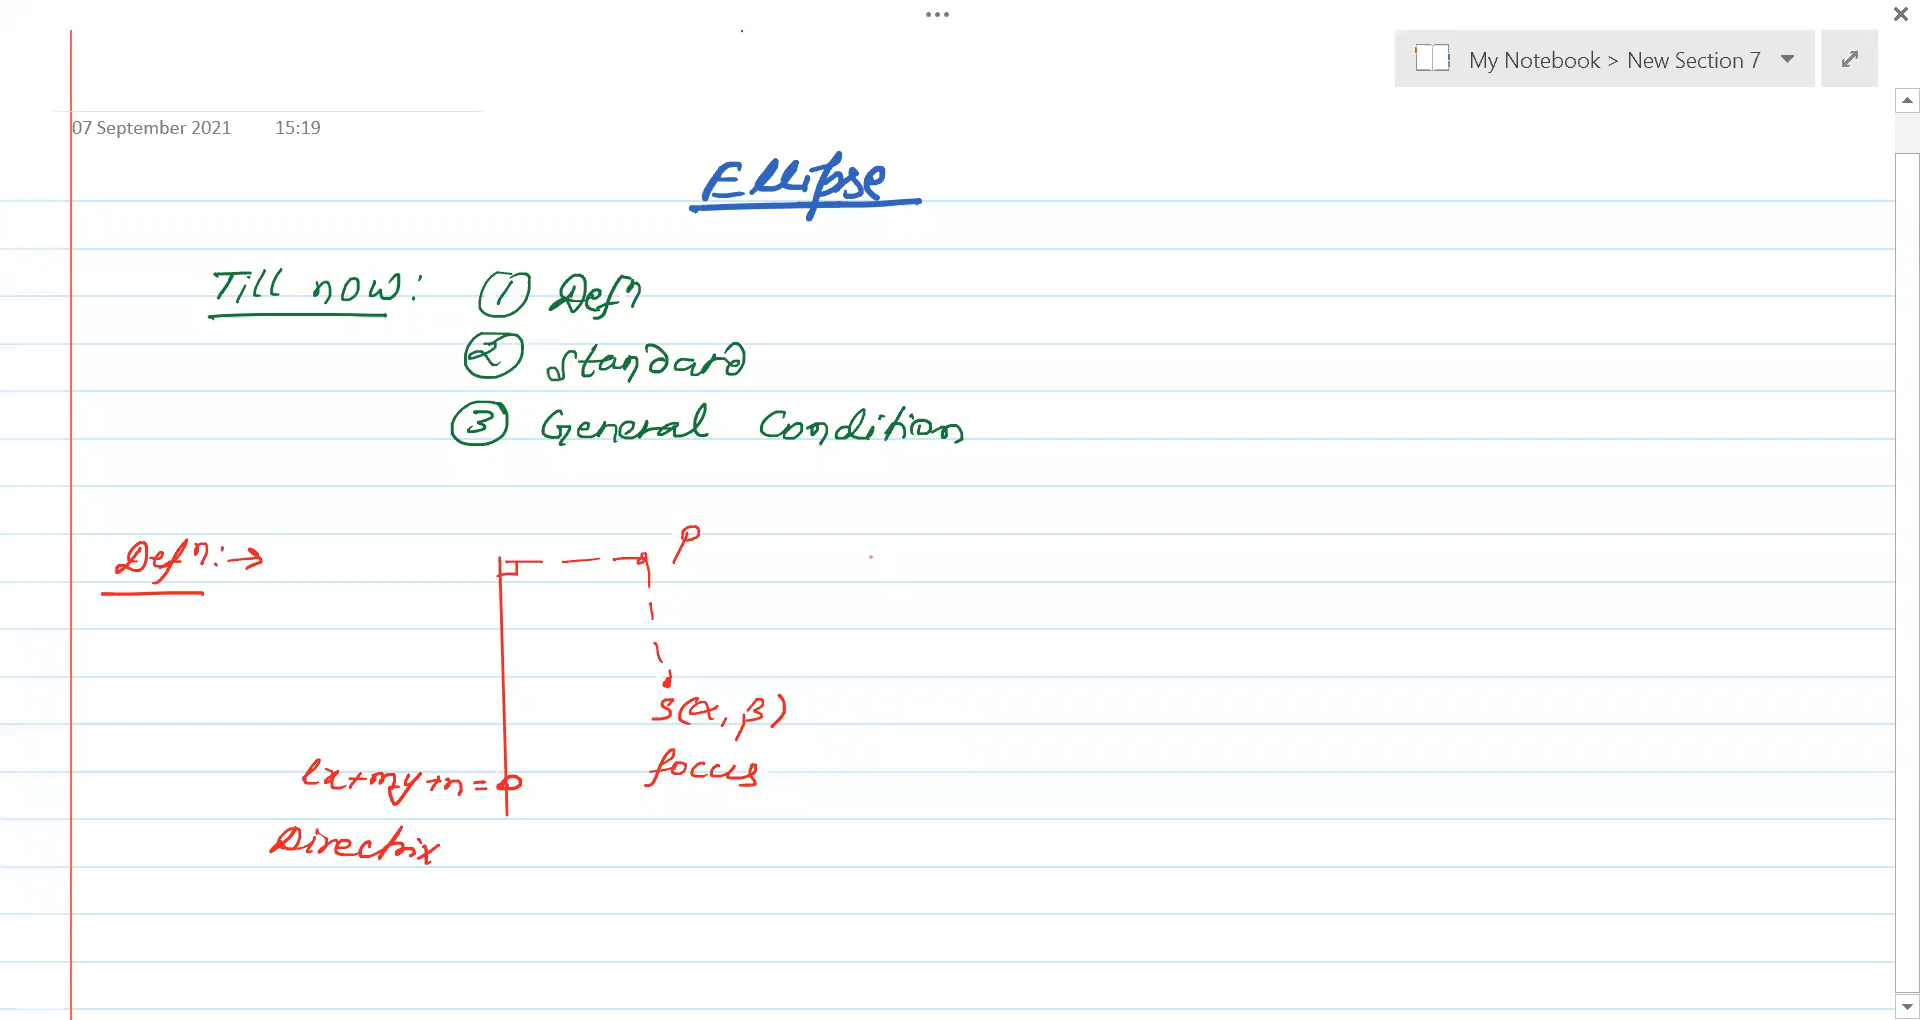 My Notebook > New Section 7
07 September 2021 15:19
Ellipse
Till now: ① Defn
② Standard
③ General Condition
Defn:→
P
S(α, β)
focus
lx+my+n=0
Directrix